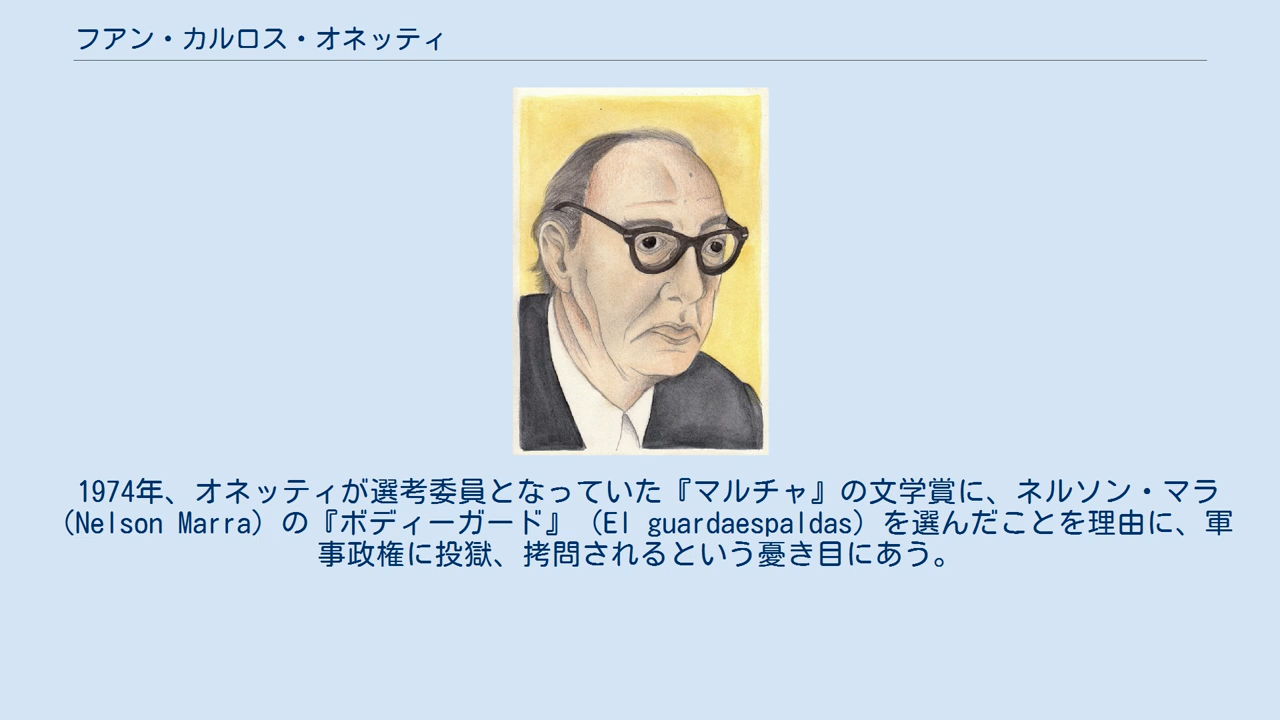 フアン・カルロス・オネッティ
1974年、オネッティが選考委員となっていた『マルチャ』の文学賞に、ネルソン・マラ
（Nelson Marra）の『ボディーガード』（El guardaespaldas）を選んだことを理由に、軍
事政権に投獄、拷問されるという憂き目にあう。